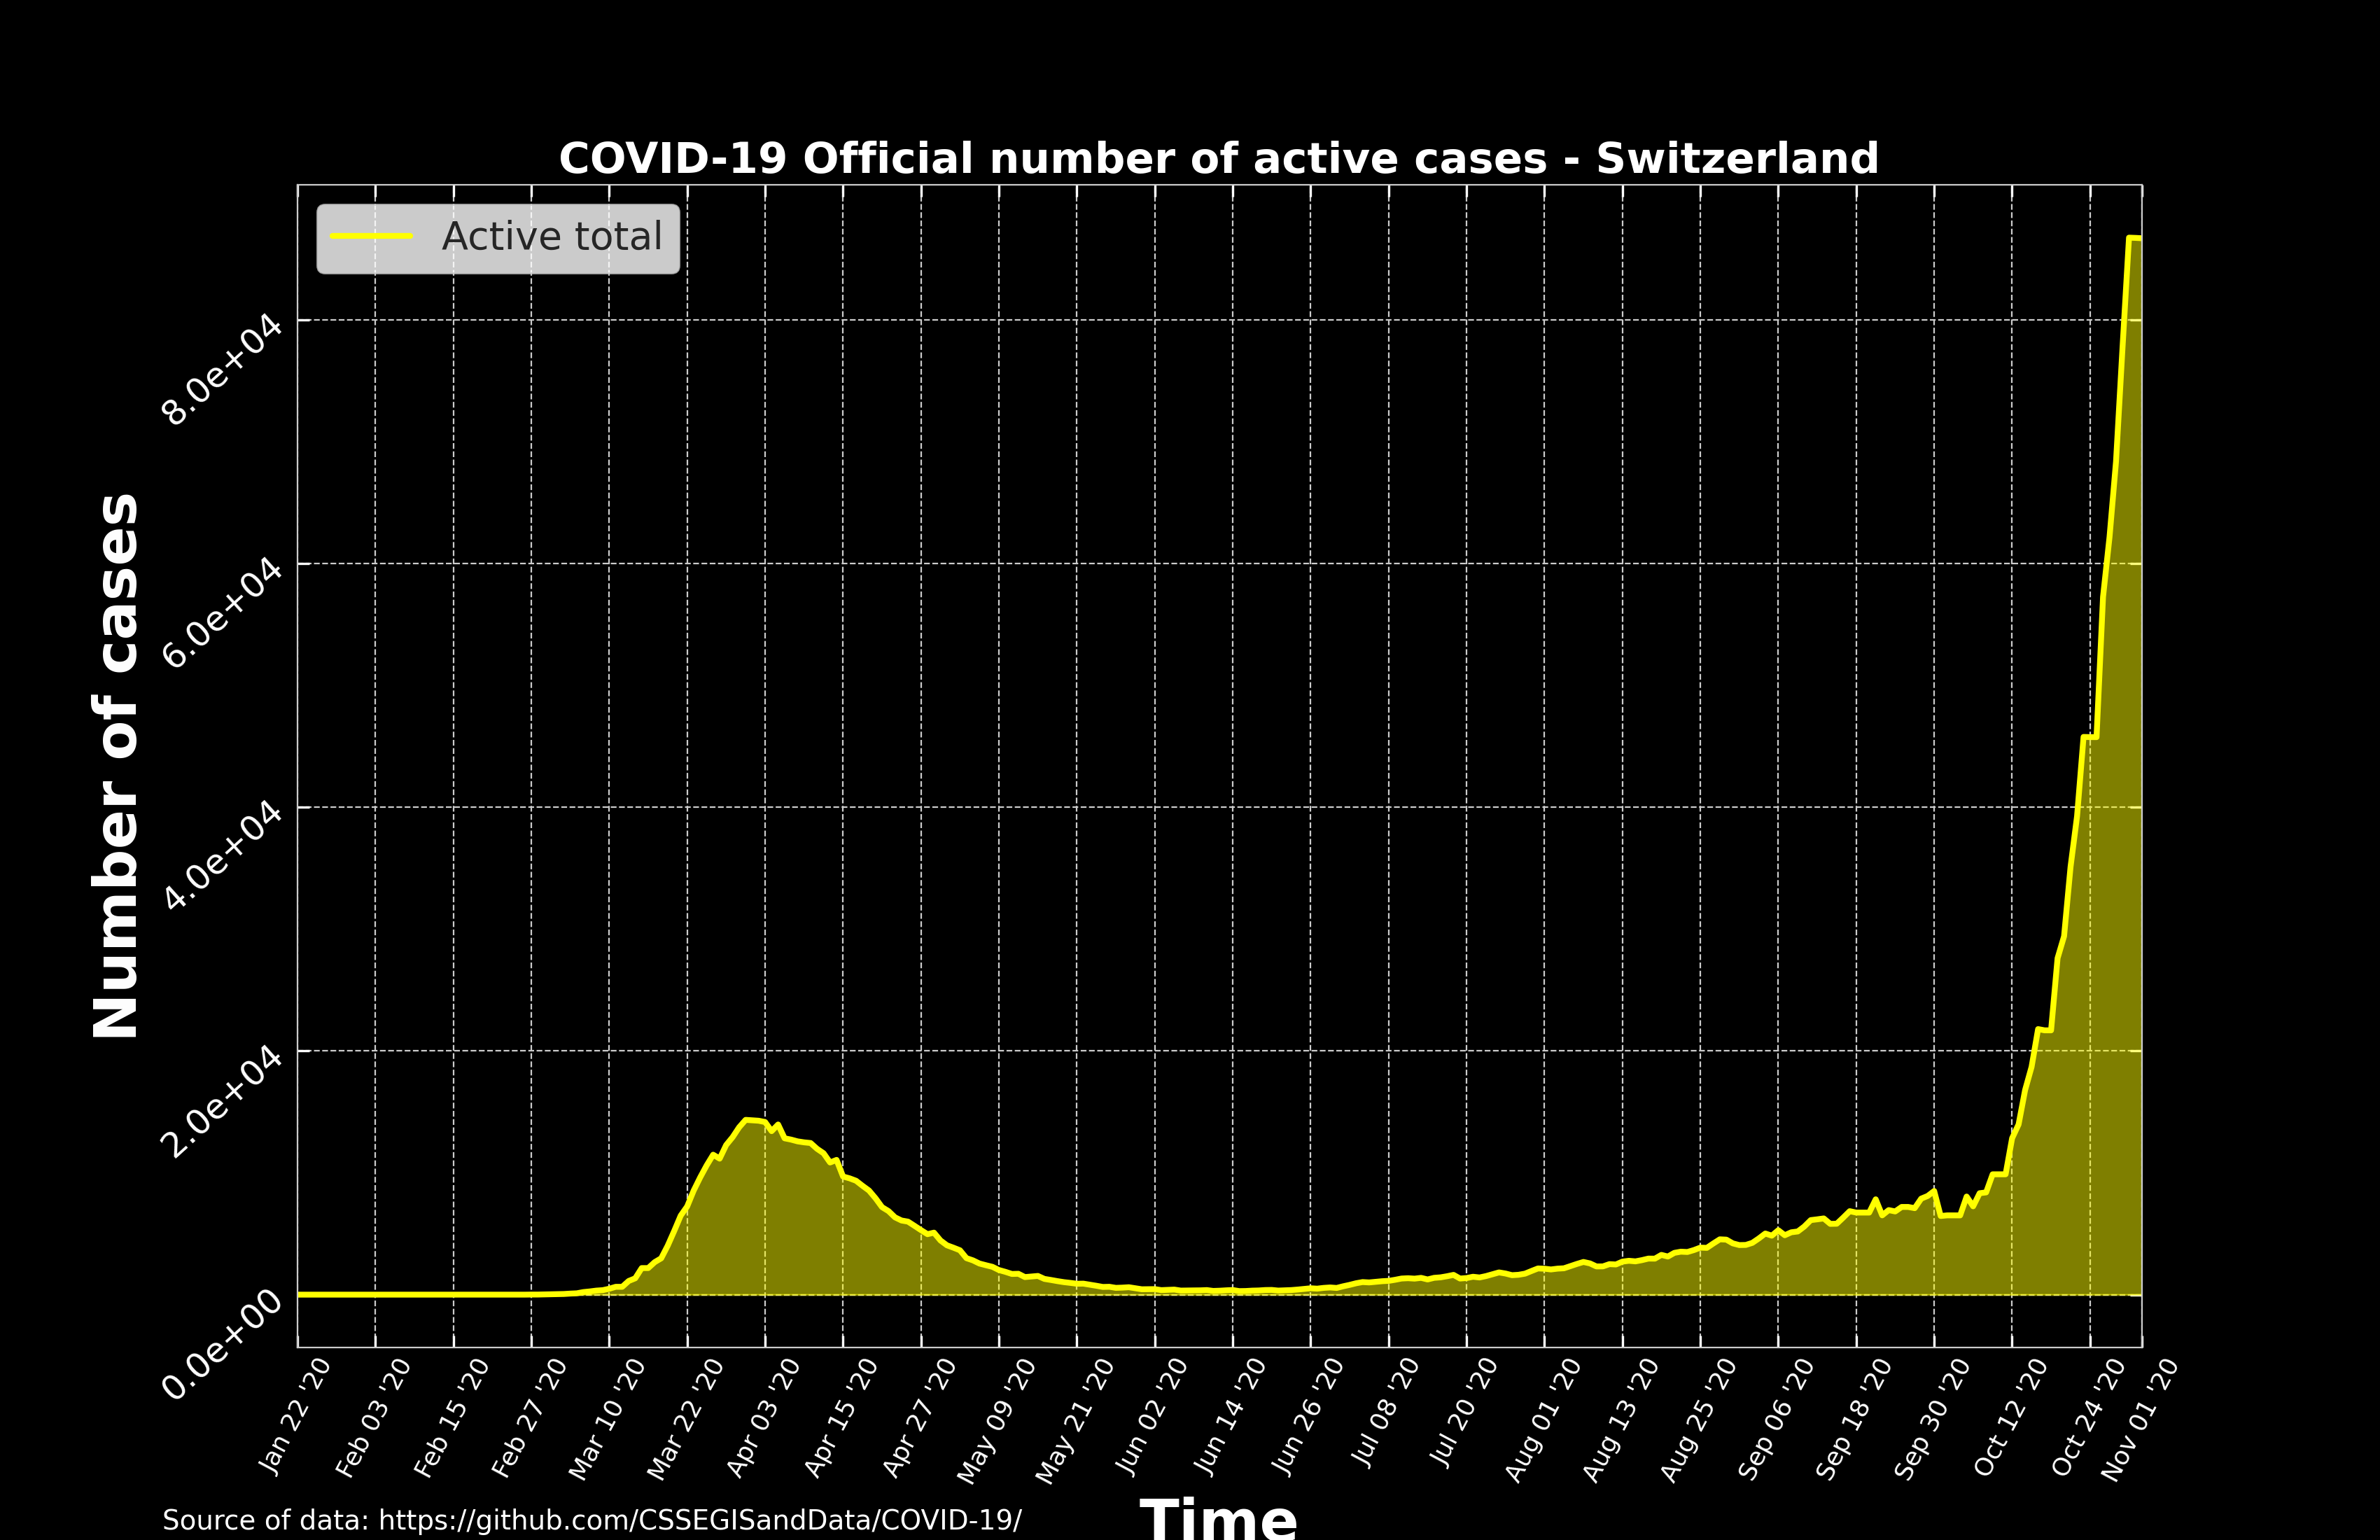 COVID-19 Official number of active cases - Switzerland
Active total
Number of cases
8.0e+04
6.0e+04
4.0e+04
2.0e+04
0.0e+00
Jan 22 '20
Feb 03 '20
Feb 15 '20
Feb 27 '20
Mar 10 '20
Mar 22 '20
Apr 03 '20
Apr 15 '20
Apr 27 '20
May 09 '20
May 21 '20
Jun 02 '20
Jun 14 '20
Jun 26 '20
Jul 08 '20
Jul 20 '20
Aug 01 '20
Aug 13 '20
Aug 25 '20
Sep 06 '20
Sep 18 '20
Sep 30 '20
Oct 12 '20
Oct 24 '20
Nov 01 '20
Time
Source of data: https://github.com/CSSEGISandData/COVID-19/